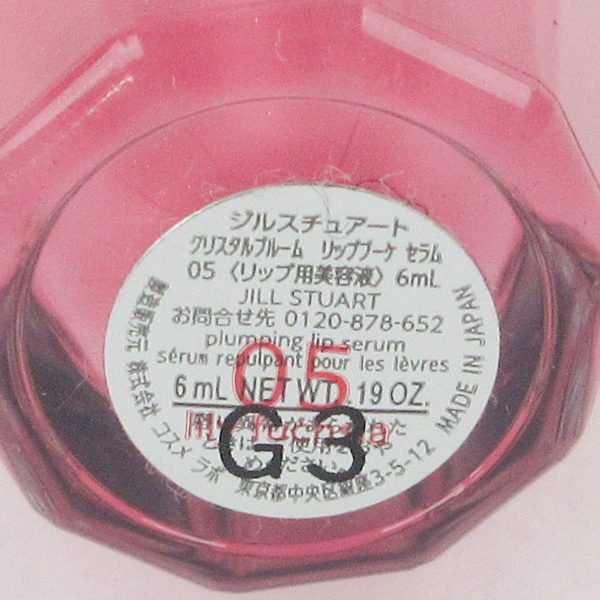 ジルスチュアート
クリスタルブルーム リップブーケ セラム
05 〈リップ用美容液〉 6mL
JILL STUART
お問合せ先 0120-878-652
plumping lip serum
sérum repulpant pour les lèvres
05
6 mL NET WT. .19 OZ.
fuchsia
G3
製造販売元 株式会社 コスメ ラボ 東京都中央区銀座3-5-12
MADE IN JAPAN